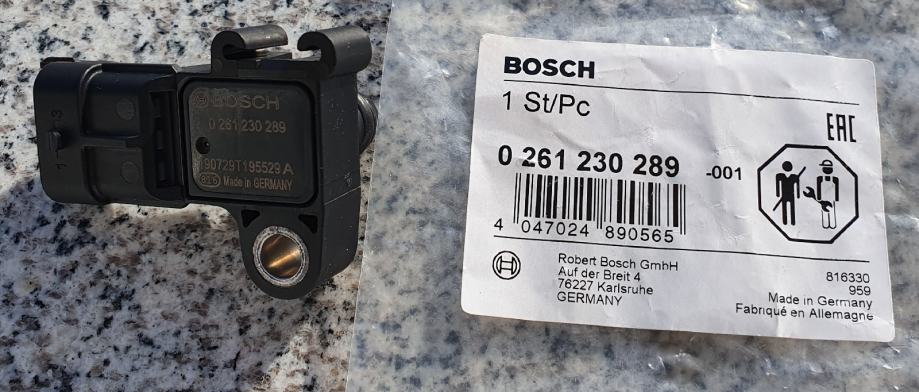 BOSCH
0 261 230 289
190729T195529 A
816 Made in GERMANY
BOSCH
1 St/Pc
EAC
0 261 230 289 -001
4 047024 890565
Robert Bosch GmbH
Auf der Breit 4
76227 Karlsruhe
GERMANY
816330
959
Made in Germany
Fabriqué en Allemagne